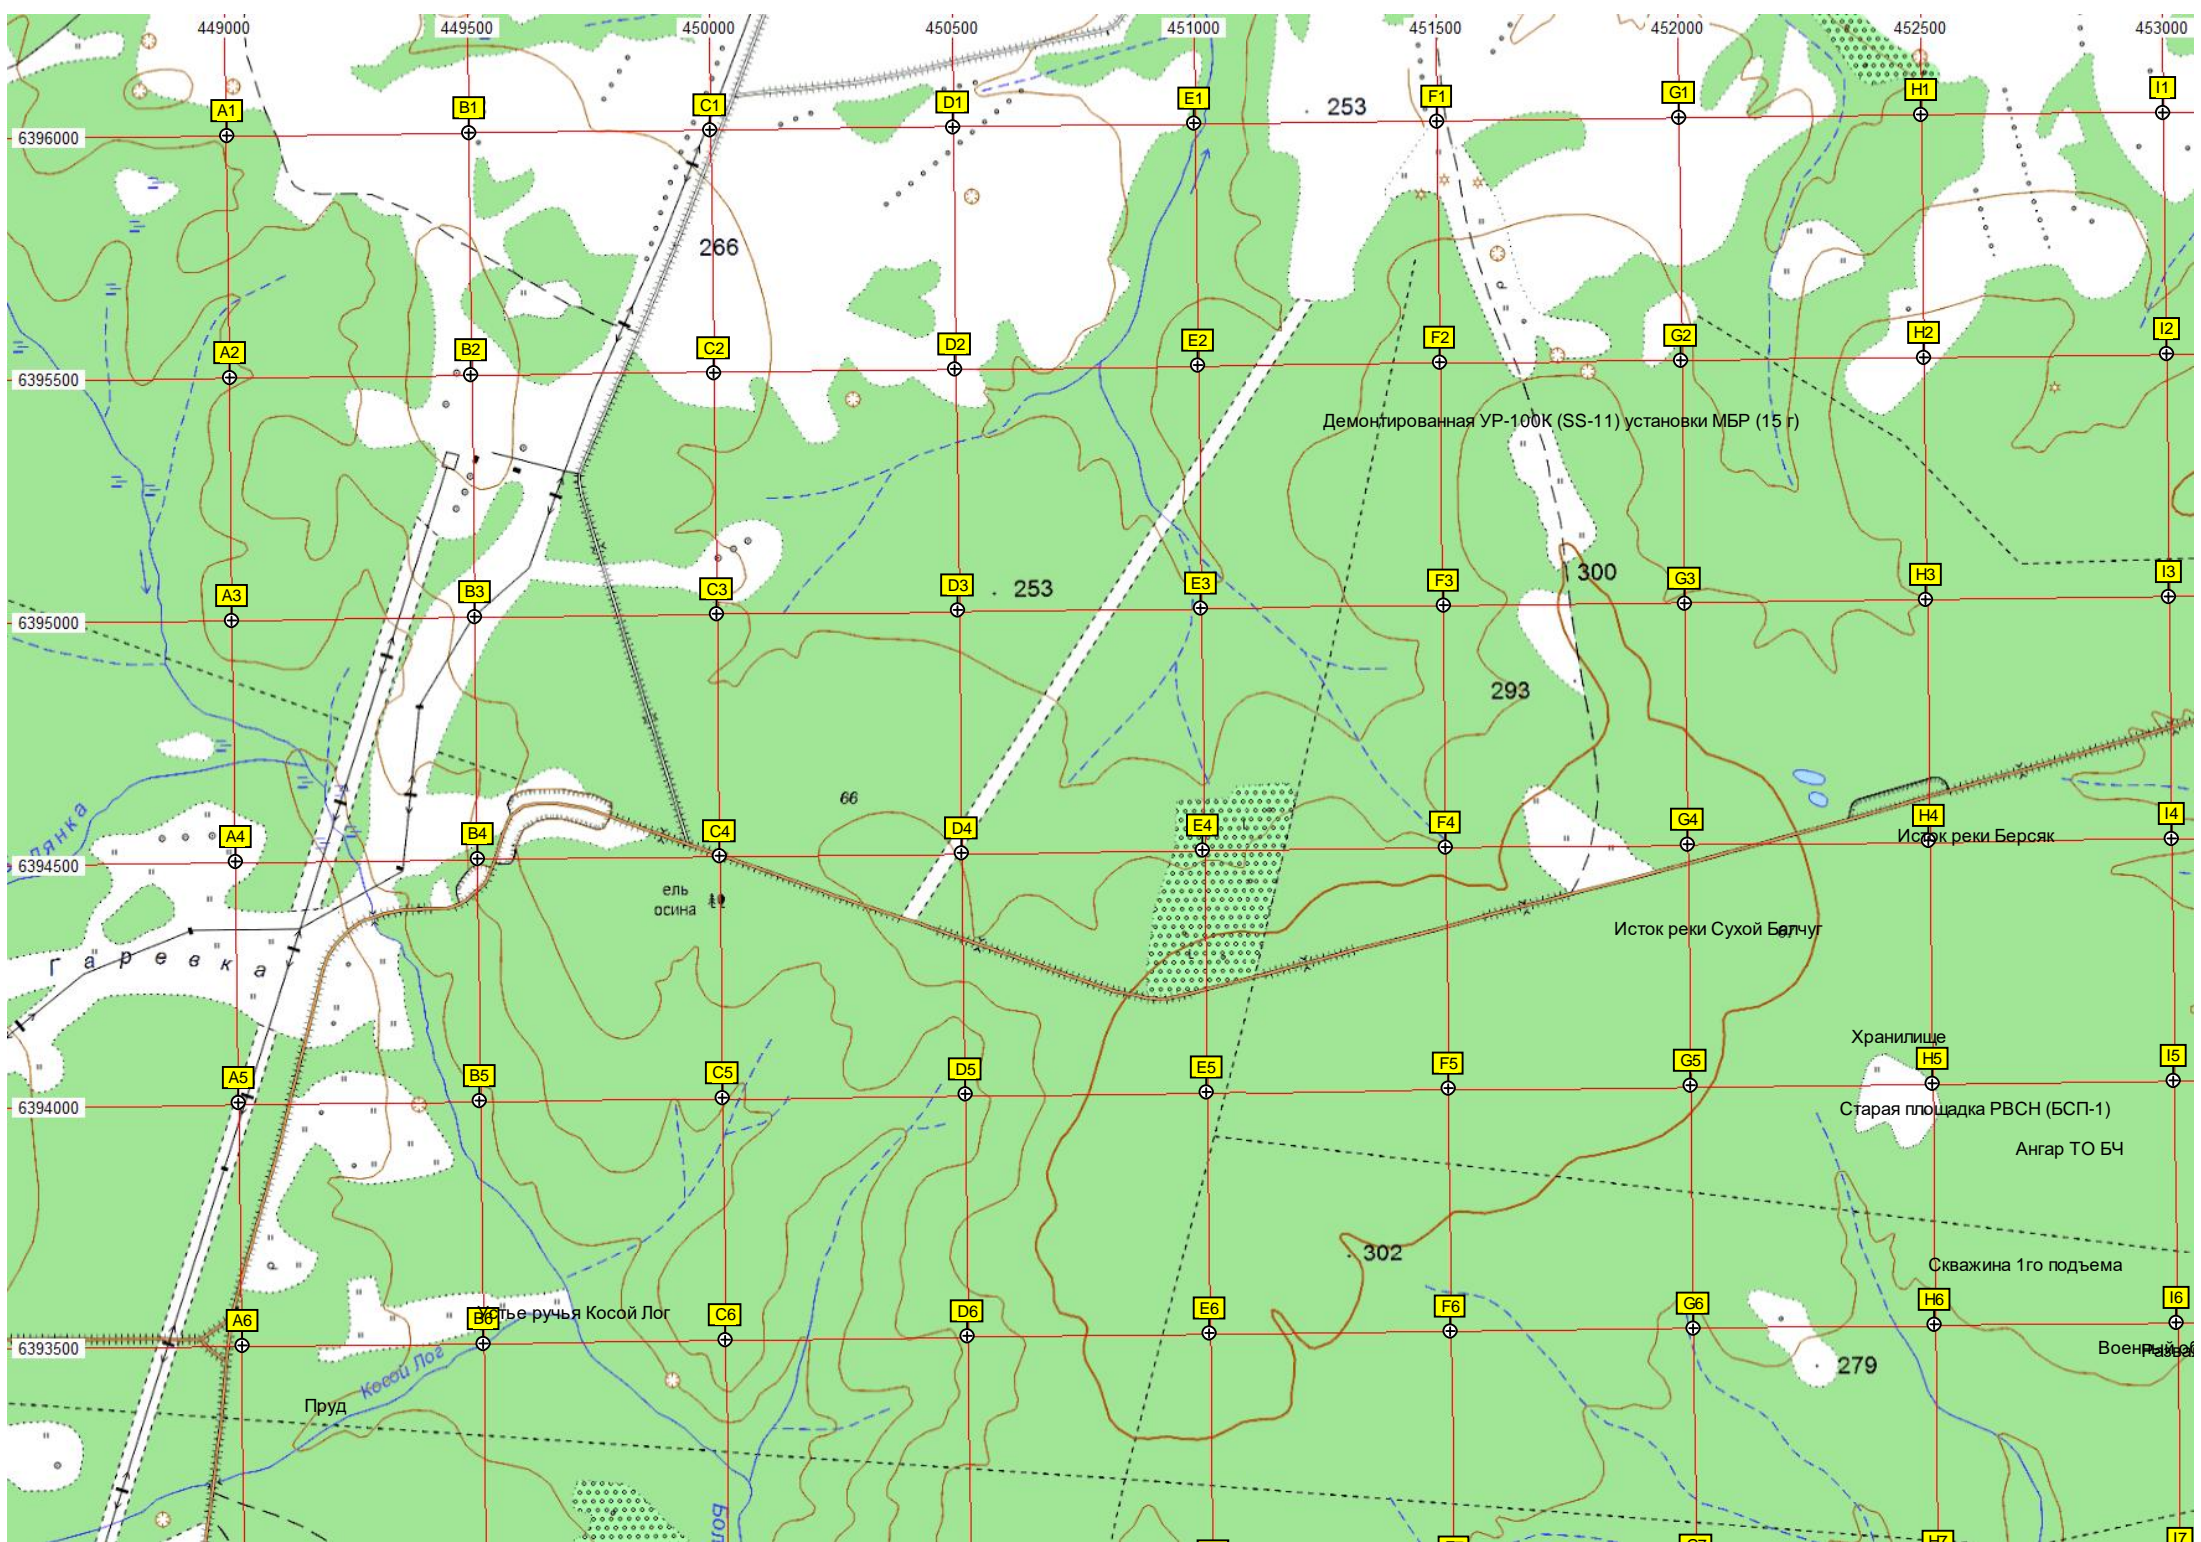 449000 449500 450000 450500 451000 451500 452000 452500 453000
A1 B1 C1 D1 E1 253 F1 G1 H1 I1
6396000
266
A2 B2 C2 D2 E2 F2 G2 H2 I2
6395500
Демонтированная УР-100К (SS-11) установки МБР (15 г)
300
A3 B3 C3 D3 253 E3 F3 G3 H3 I3
6395000
293
66
A4 B4 C4 D4 E4 F4 G4 H4 I4
Исток реки Берсяк
6394500
ель
осина
Исток реки Сухой Балчуг
Гаревка
Хранилище
A5 B5 C5 D5 E5 F5 G5 H5 I5
6394000
Старая площадка РВСН (БСП-1)
Ангар ТО БЧ
302
Скважина 1го подъема
A6 B6 Устье ручья Косой Лог C6 D6 E6 F6 G6 H6 I6
6393500
Косой Лог
279
Пруд
H7 I7